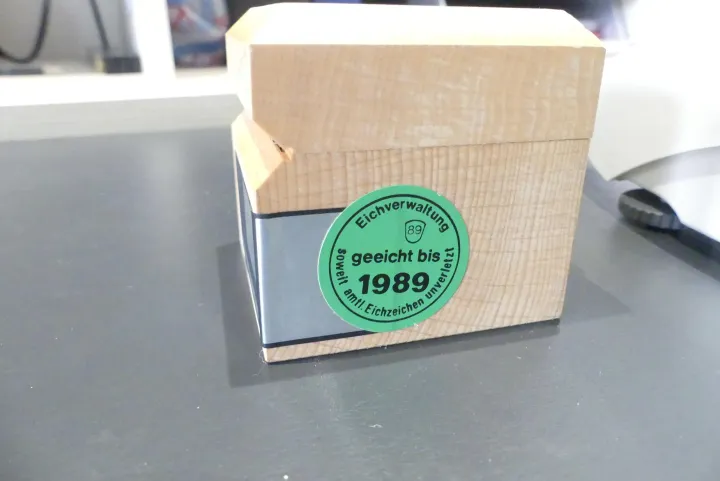 Eichverwaltung
89
geeicht bis
1989
soweit amtl. Eichzeichen unverletzt